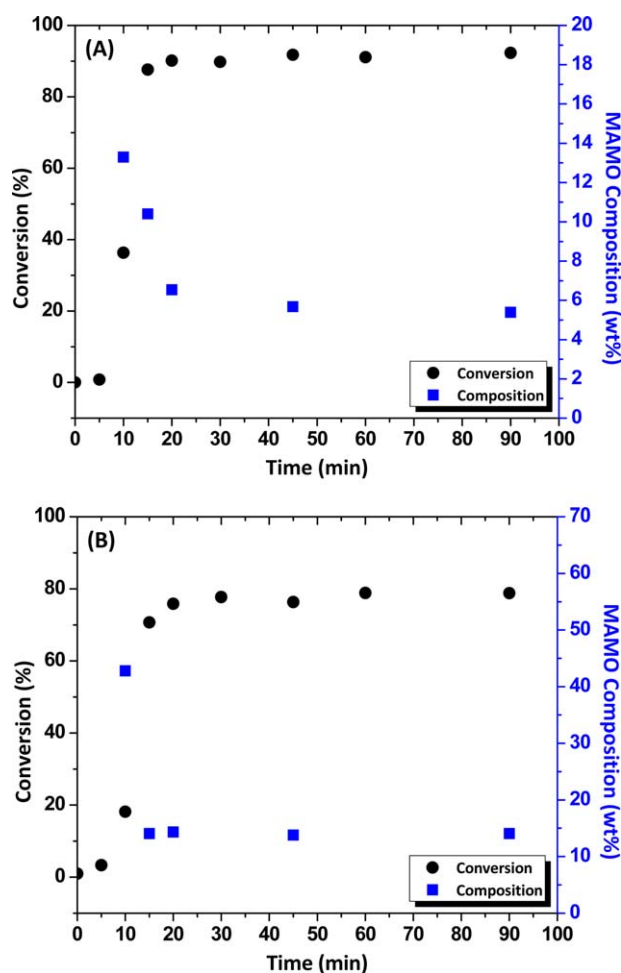 (A)
100
80
60
40
20
0
Conversion (%)
20
18
16
14
12
10
8
6
4
2
0
MAMO Composition (wt%)
Conversion
Composition
0 10 20 30 40 50 60 70 80 90 100
Time (min)
(B)
100
80
60
40
20
0
Conversion (%)
70
60
50
40
30
20
10
0
MAMO Composition (wt%)
Conversion
Composition
0 10 20 30 40 50 60 70 80 90 100
Time (min)